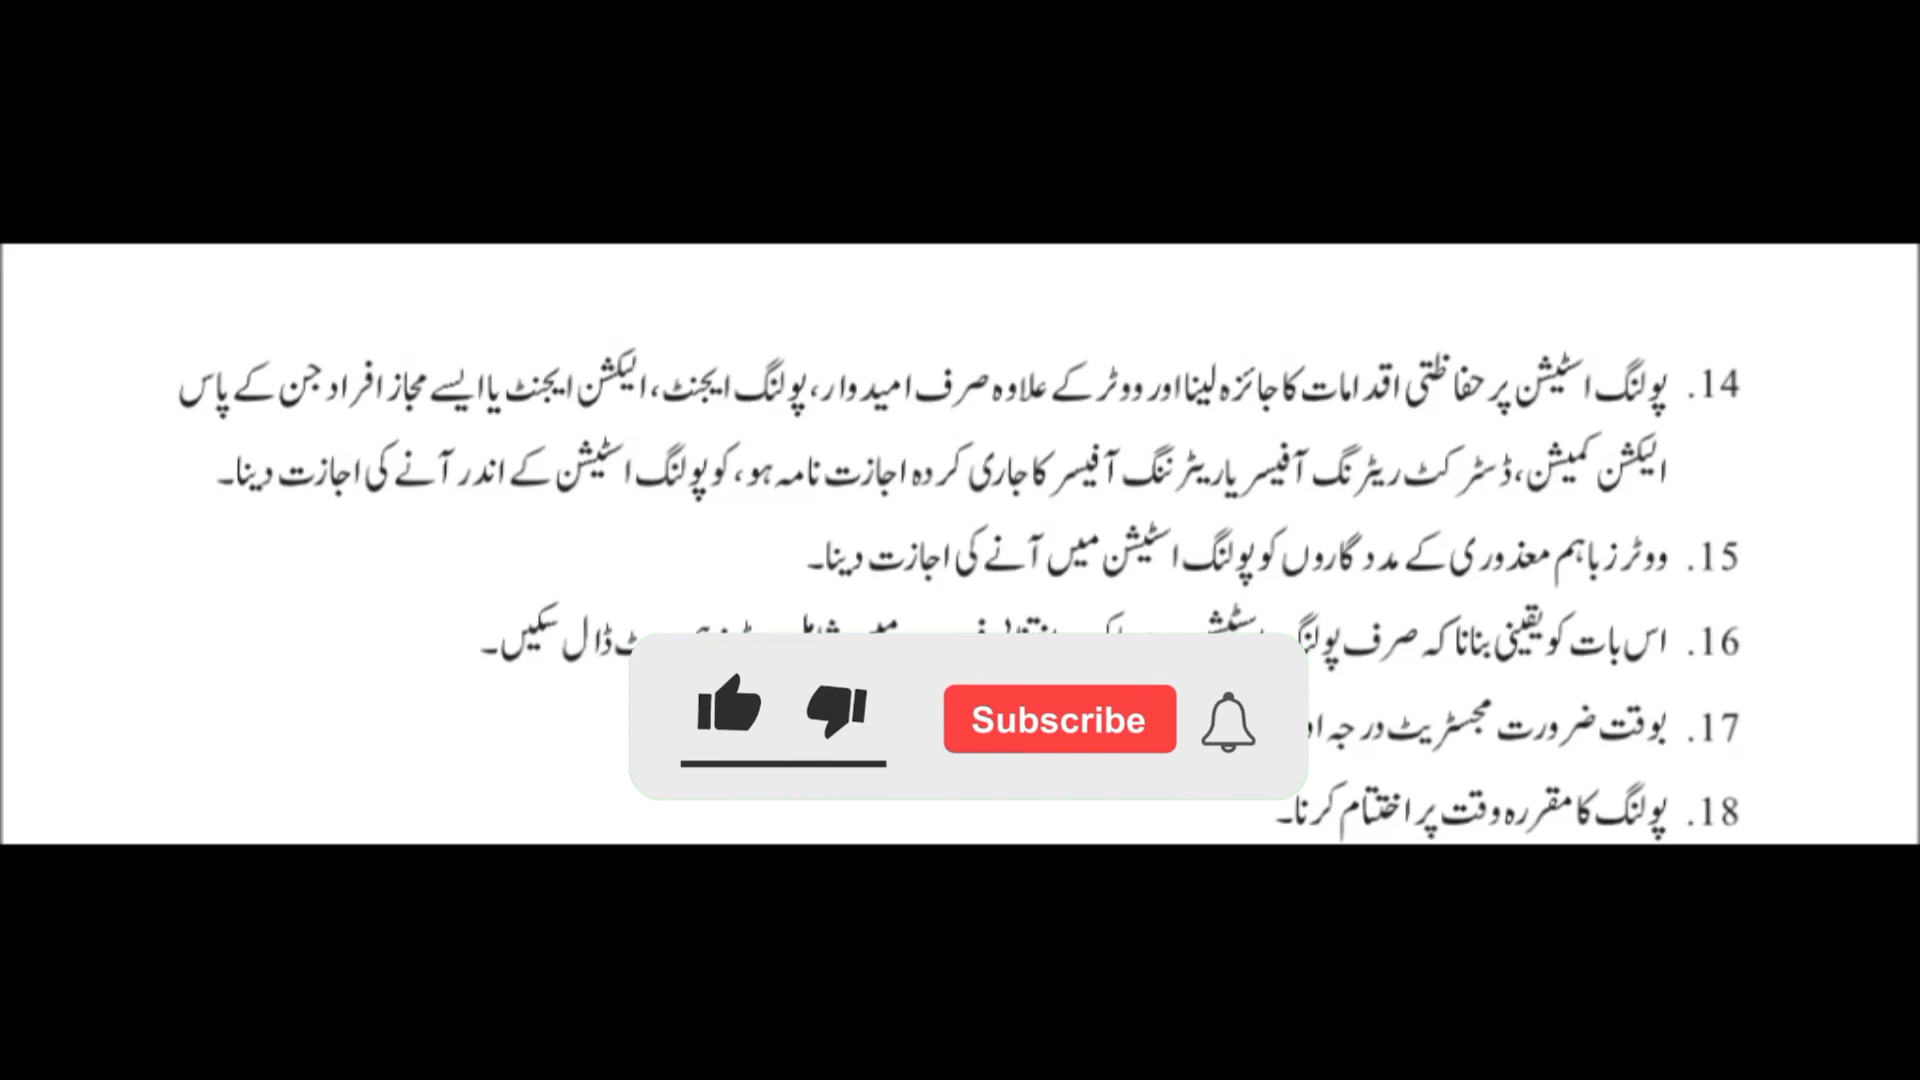 14. پولنگ اسٹیشن پر حفاظتی اقدامات کا جائزہ لینا اور ووٹر کے علاوہ صرف امیدوار، پولنگ ایجنٹ، الیکشن ایجنٹ یا ایسے مجاز افراد جن کے پاس
الیکشن کمیشن، ڈسٹرکٹ ریٹرنگ آفیسر یا ریٹرننگ آفیسر کا جاری کردہ اجازت نامہ ہو، کو پولنگ اسٹیشن کے اندر آنے کی اجازت دینا۔
15. ووٹرز باہم معذوری کے مددگاروں کو پولنگ اسٹیشن میں آنے کی اجازت دینا۔
16. اس بات کو یقینی بنانا کہ صرف پولنگ ڈال سکیں۔
17. بوقت ضرورت مجسٹریٹ درجہ
Subscribe
18. پولنگ کا مقررہ وقت پر اختتام کرنا۔